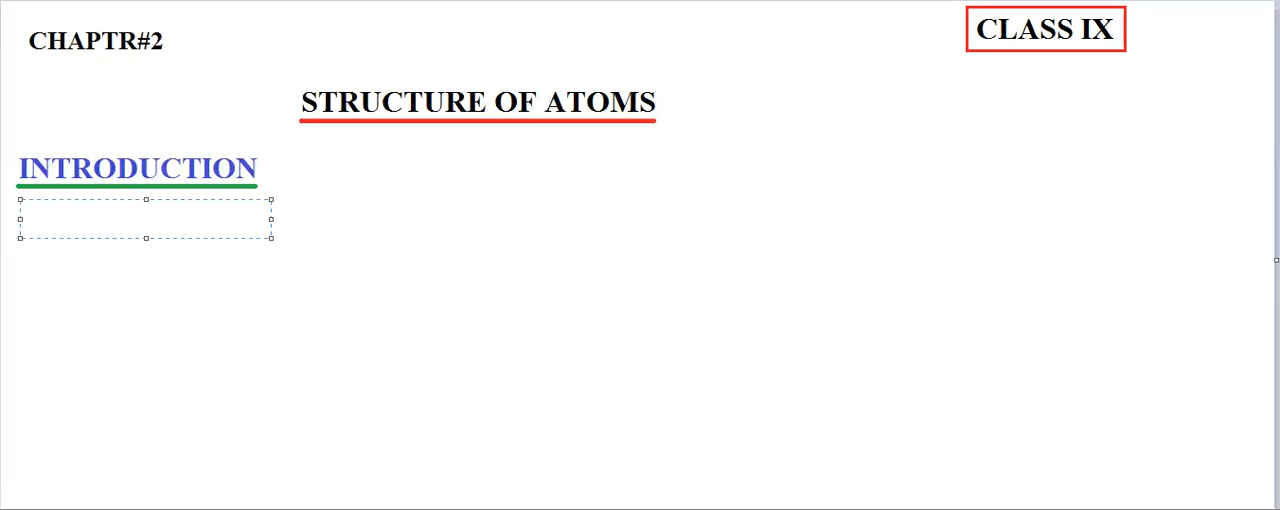 CHAPTR#2
CLASS IX
STRUCTURE OF ATOMS
INTRODUCTION